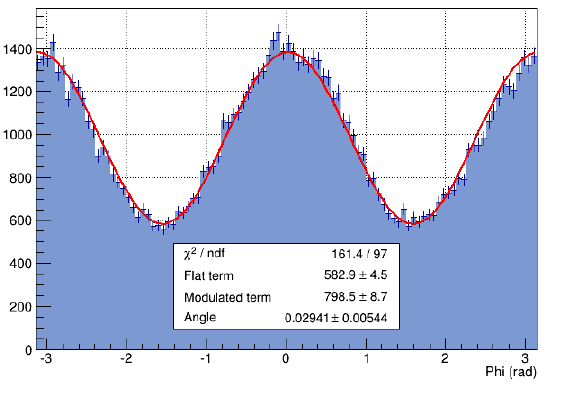 1400
1200
1000
800
600
400
200
0
χ² / ndf 161.4 / 97
Flat term 582.9 ± 4.5
Modulated term 798.5 ± 8.7
Angle 0.02941± 0.00544
-3 -2 -1 0 1 2 3
Phi (rad)